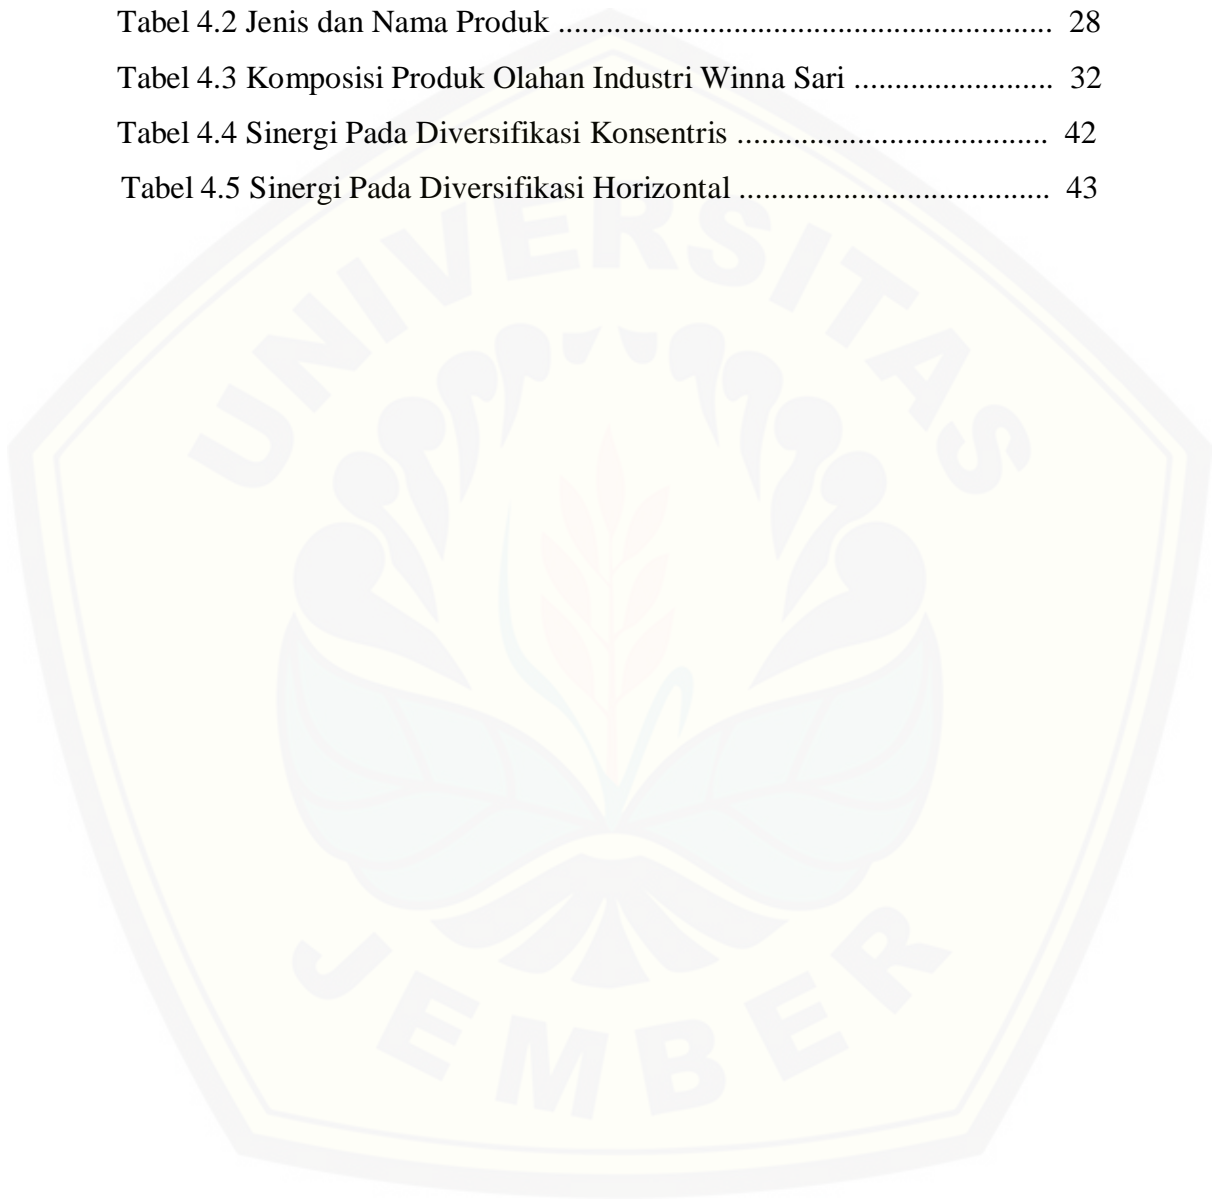 Tabel 4.2 Jenis dan Nama Produk ............................................................. 28
Tabel 4.3 Komposisi Produk Olahan Industri Winna Sari ........................ 32
Tabel 4.4 Sinergi Pada Diversifikasi Konsentris ...................................... 42
Tabel 4.5 Sinergi Pada Diversifikasi Horizontal ...................................... 43
UNIVERSITAS
JEMBER